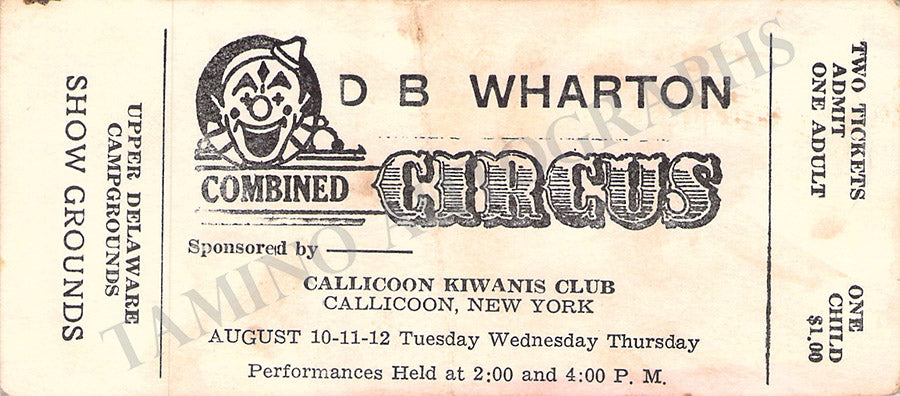 SHOW GROUNDS
UPPER DELAWARE
CAMPGROUNDS
D B WHARTON
COMBINED CIRCUS
Sponsored by
CALLICOON KIWANIS CLUB
CALLICOON, NEW YORK
AUGUST 10-11-12 Tuesday Wednesday Thursday
Performances Held at 2:00 and 4:00 P. M.
TWO TICKETS
ADMIT
ONE ADULT
ONE
CHILD
$1.00
TAMINO AUTOGRAPHS